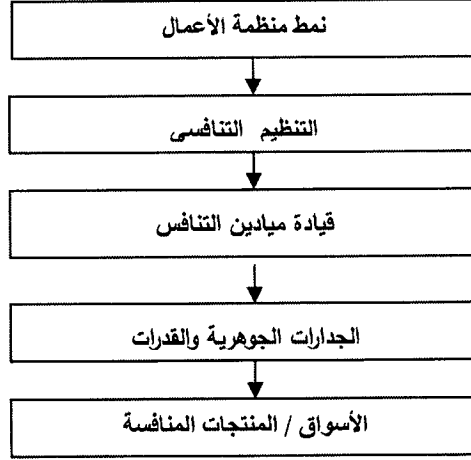 نمط منظمة الأعمال
التنظيم التنافسى
قيادة ميادين التنافس
الجدارات الجوهرية والقدرات
الأسواق / المنتجات المنافسة